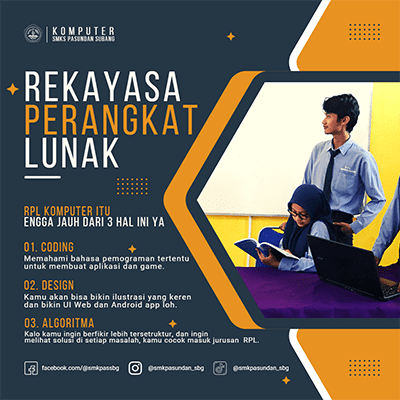 KOMPUTER
SMKS PASUNDAN SUBANG
REKAYASA
PERANGKAT
LUNAK
RPL KOMPUTER ITU
ENGGA JAUH DARI 3 HAL INI YA
01. CODING
Memahami bahasa pemograman tertentu
untuk membuat aplikasi dan game.
02. DESIGN
Kamu akan bisa bikin ilustrasi yang keren
dan bikin UI Web dan Android app loh.
03. ALGORITMA
Kalo kamu ingin berfikir lebih tersetruktur, dan ingin
melihat solusi di setiap masalah, kamu cocok masuk jurusan RPL.
facebook.com/@smkpassbg
@smkpasundan_sbg
@smkpasundan_sbg